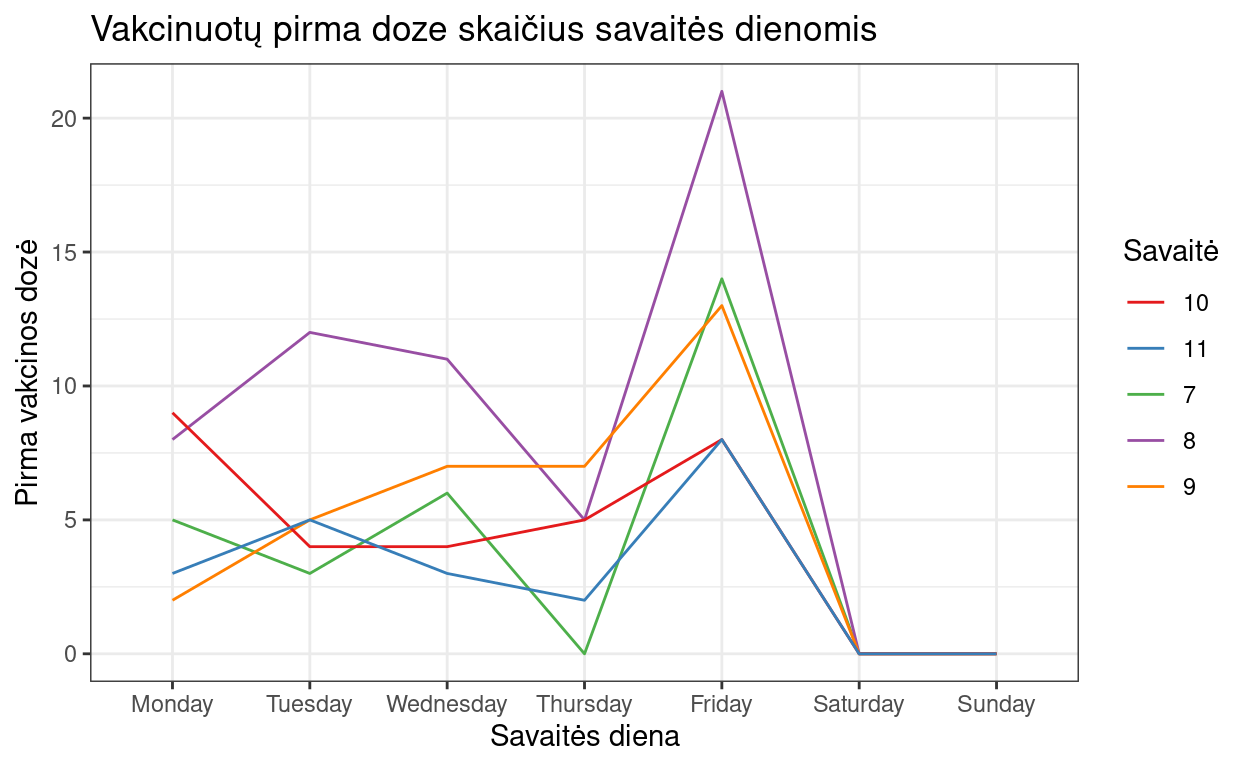 Vakcinuotų pirma doze skaičius savaitės dienomis
Pirma vakcinos dozė
20
15
10
5
0
Monday Tuesday Wednesday Thursday Friday Saturday Sunday
Savaitės diena
Savaitė
10
11
7
8
9